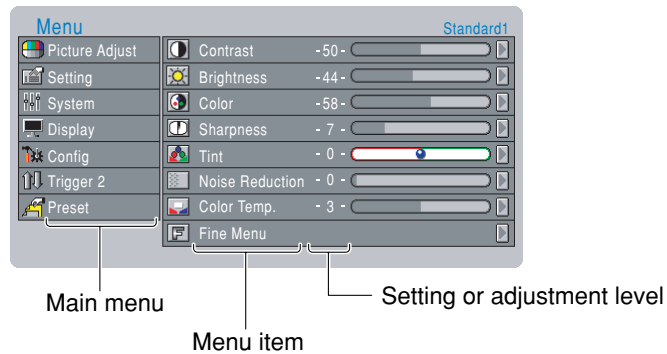 Menu
Standard1
Picture Adjust
Setting
System
Display
Config
Trigger 2
Preset
Contrast -50-
Brightness -44-
Color -58-
Sharpness - 7 -
Tint - 0 -
Noise Reduction - 0 -
Color Temp. - 3 -
F Fine Menu
Main menu
Setting or adjustment level
Menu item